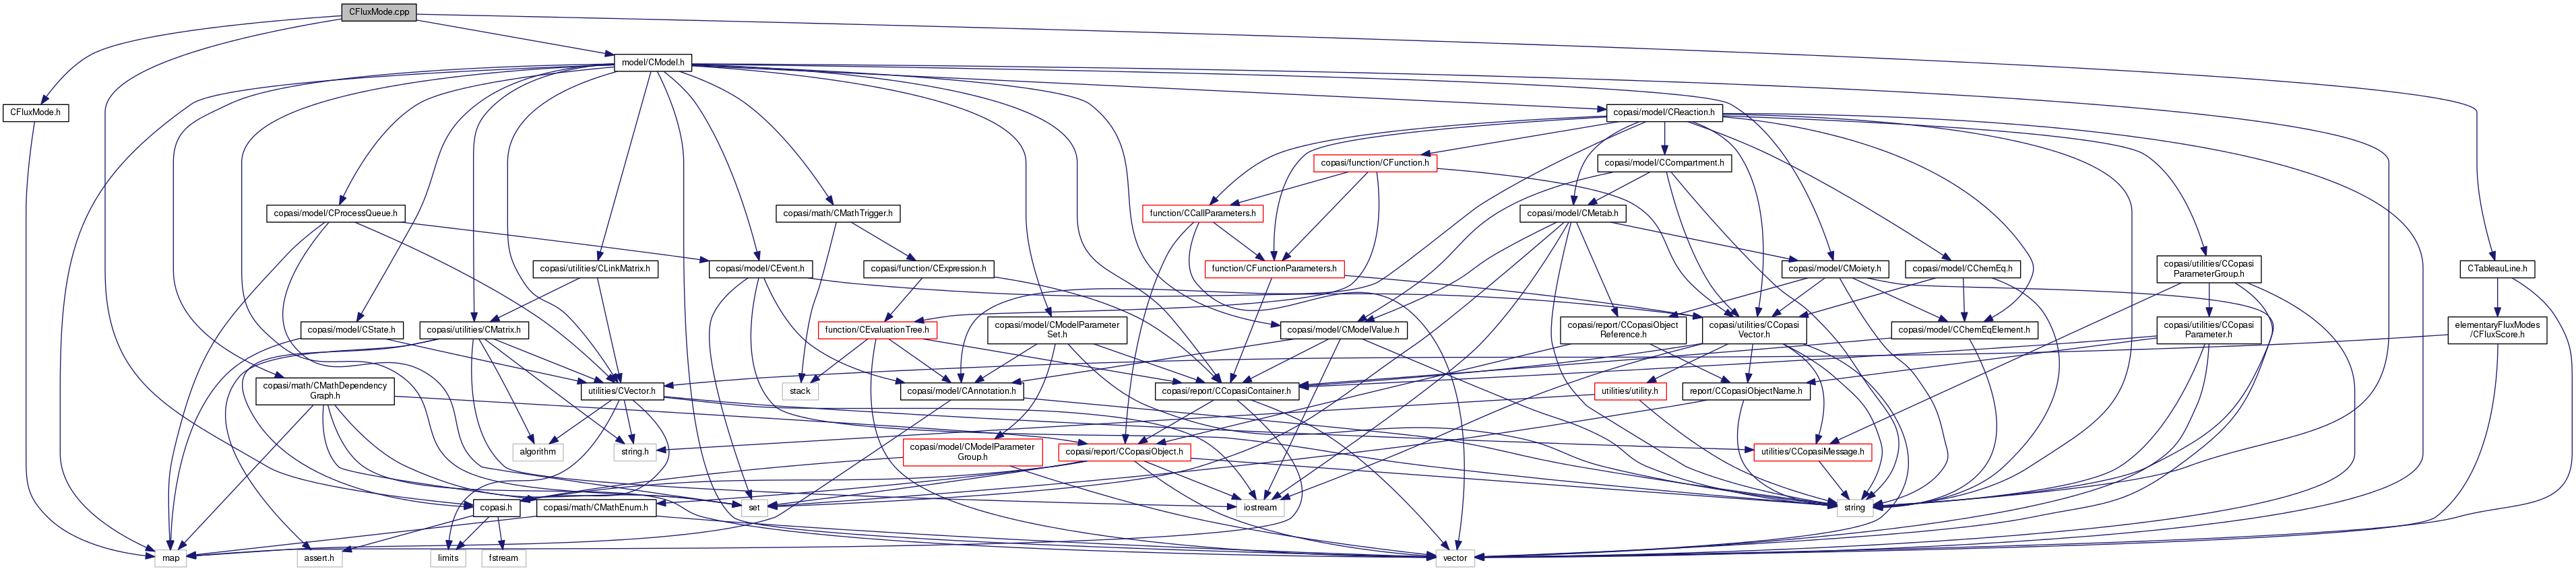 CFluxMode.cpp
model/CModel.h
CFluxMode.h
copasi/model/CReaction.h
copasi/function/CFunction.h
copasi/model/CCompartment.h
copasi/model/CProcessQueue.h
copasi/math/CMathTrigger.h
function/CCallParameters.h
copasi/model/CMetab.h
copasi/utilities/CLinkMatrix.h
copasi/model/CEvent.h
copasi/function/CExpression.h
function/CFunctionParameters.h
copasi/model/CMoiety.h
copasi/model/CChemEq.h
copasi/utilities/CCopasi
ParameterGroup.h
CTableauLine.h
copasi/model/CState.h
copasi/utilities/CMatrix.h
function/CEvaluationTree.h
copasi/model/CModelParameter
Set.h
copasi/model/CModelValue.h
copasi/report/CCopasiObject
Reference.h
copasi/utilities/CCopasi
Vector.h
copasi/model/CChemEqElement.h
copasi/utilities/CCopasi
Parameter.h
elementaryFluxModes
/CFluxScore.h
copasi/math/CMathDependency
Graph.h
utilities/CVector.h
stack
copasi/model/CAnnotation.h
copasi/report/CCopasiContainer.h
utilities/utility.h
report/CCopasiObjectName.h
algorithm
string.h
copasi/model/CModelParameter
Group.h
copasi/report/CCopasiObject.h
utilities/CCopasiMessage.h
copasi.h
copasi/math/CMathEnum.h
set
iostream
string
map
assert.h
limits
fstream
vector